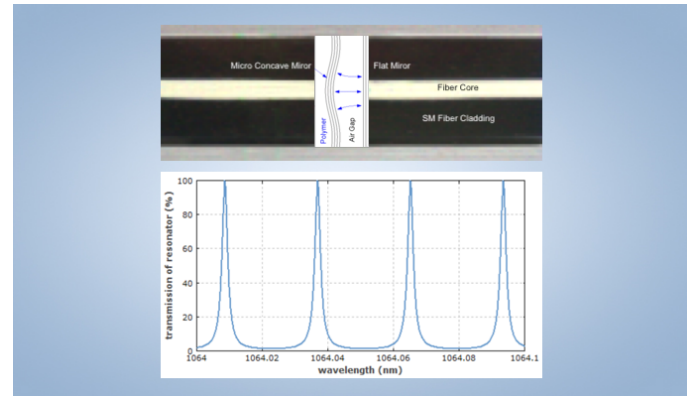 Micro Concave Miror
Flat Miror
Fiber Core
SM Fiber Cladding
Polymer
Air Gap
transmission of resonator (%)
100
80
60
40
20
0
1064
1064.02
1064.04
1064.06
1064.08
1064.1
wavelength (nm)